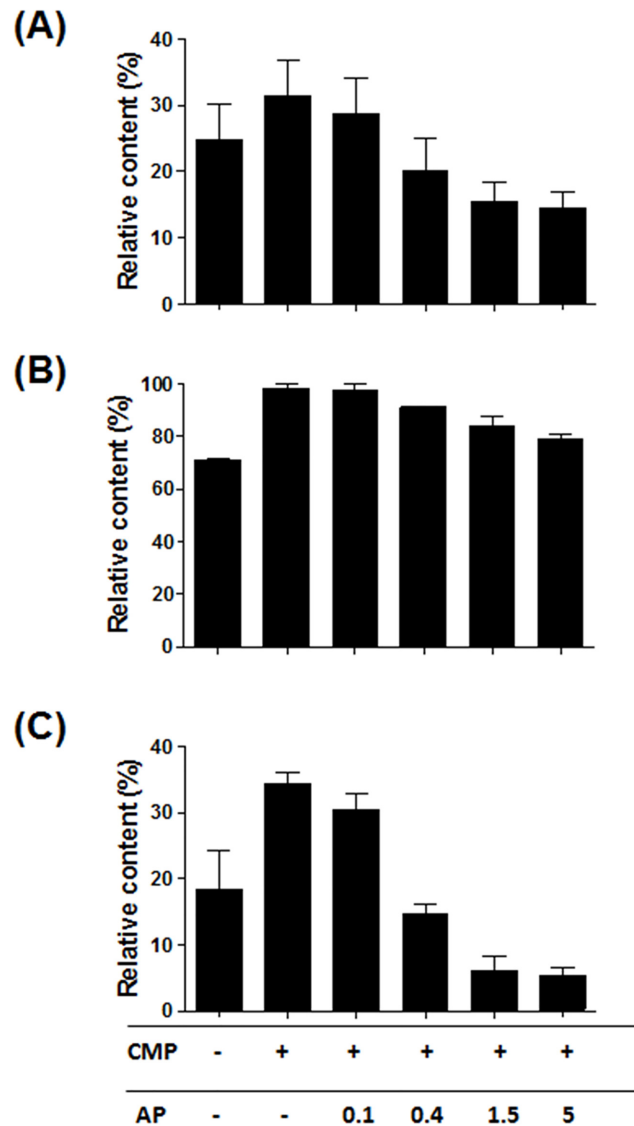 (A)
Relative content (%)
40
30
20
10
0
(B)
Relative content (%)
100
80
60
40
20
0
(C)
Relative content (%)
40
30
20
10
0
CMP - + + + + +
AP - - 0.1 0.4 1.5 5